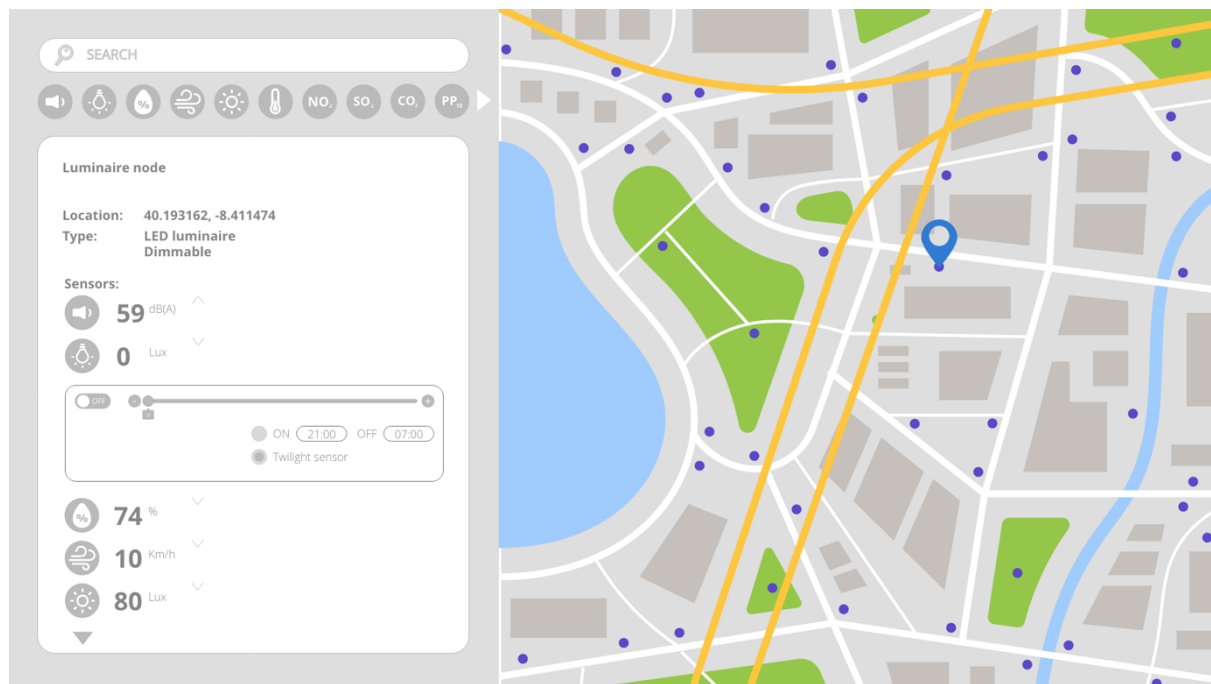 SEARCH
% NO₂ SO₂ CO₂ PP₁₀
Luminaire node
Location: 40.193162, -8.411474
Type: LED luminaire
Dimmable
Sensors:
59 dB(A)
0 Lux
OFF - +
ON 21:00 OFF 07:00
Twilight sensor
% 74 %
10 Km/h
80 Lux